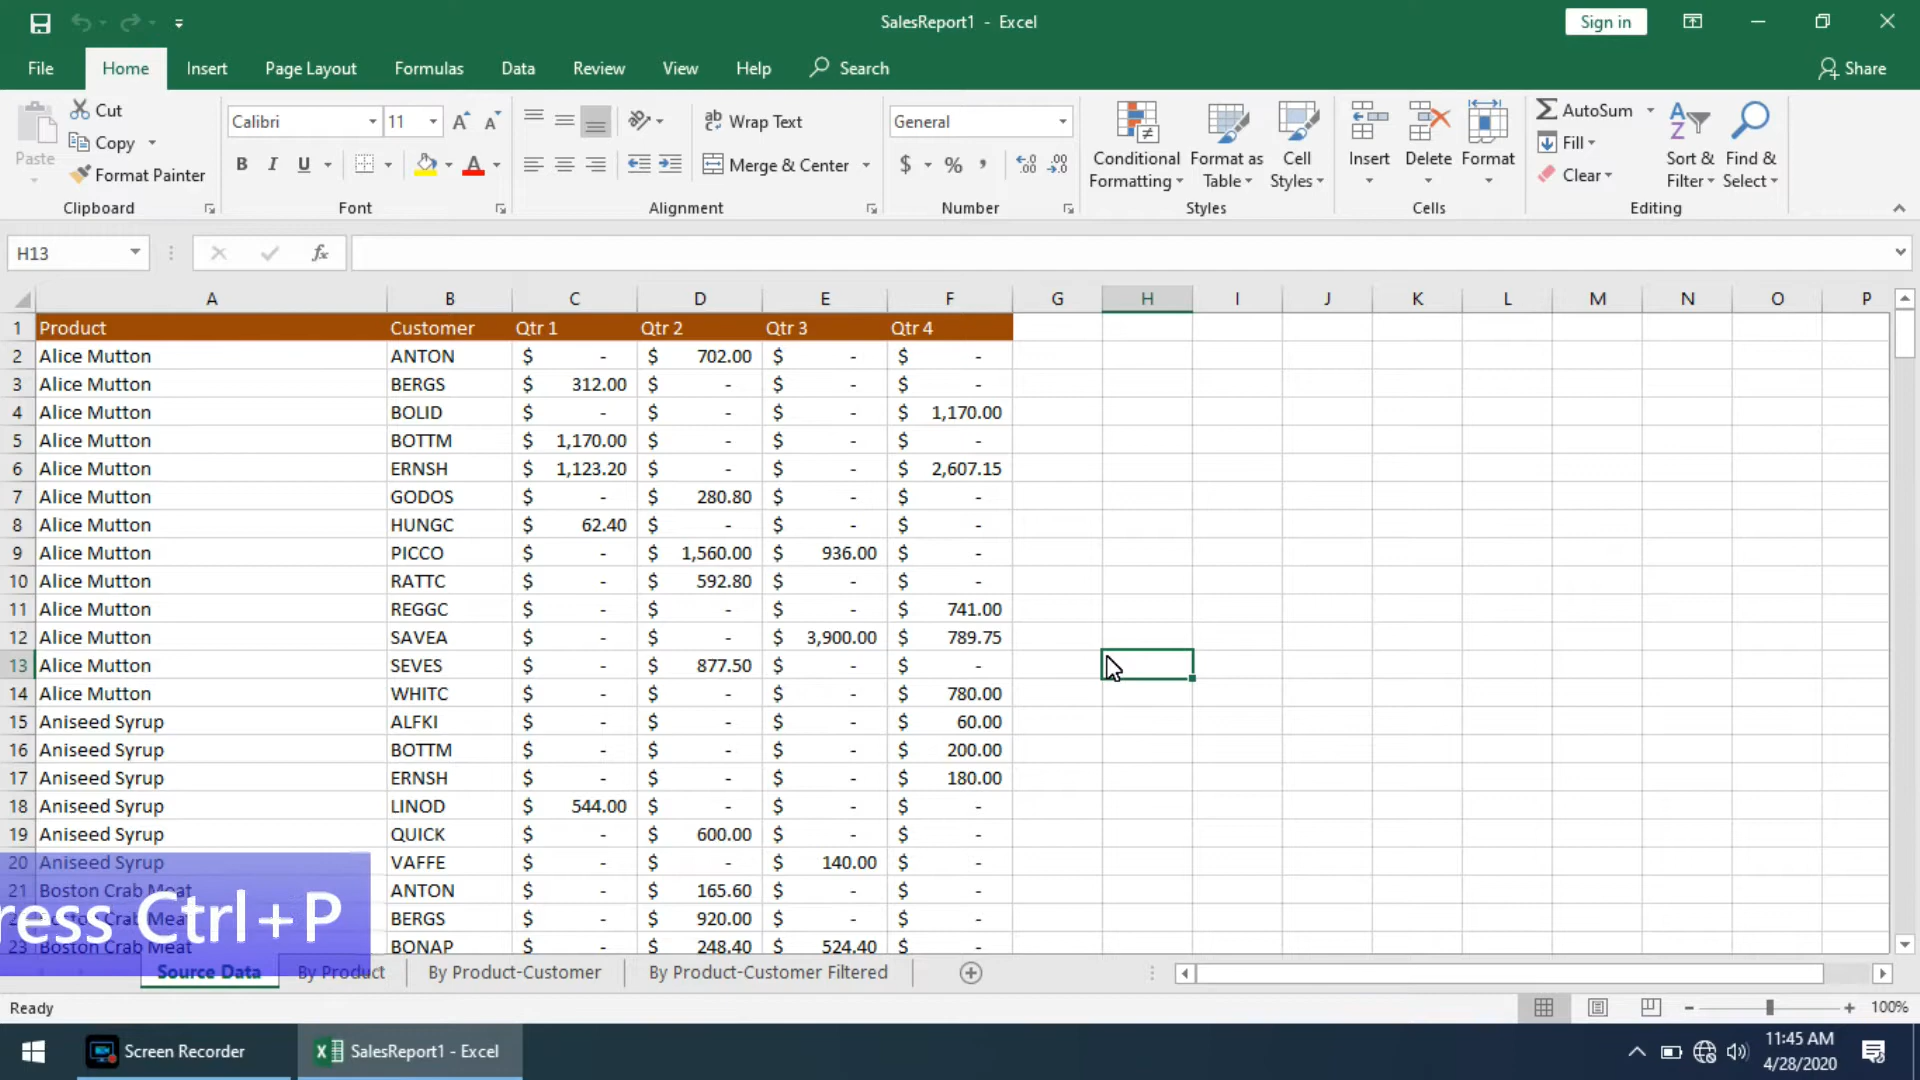 SalesReport1 - Excel
Sign in
File Home Insert Page Layout Formulas Data Review View Help Search Share
Paste Cut Copy Format Painter Clipboard
Calibri 11 B I U A Font
ab Wrap Text Merge & Center Alignment
General $ % , .00 Number
Conditional Formatting Format as Table Cell Styles Styles
Insert Delete Format Cells
AutoSum Fill Clear Sort & Filter Find & Select Editing
H13 fx
A B C D E F G H I J K L M N O P
1 Product Customer Qtr 1 Qtr 2 Qtr 3 Qtr 4
2 Alice Mutton ANTON $ - $ 702.00 $ - $ -
3 Alice Mutton BERGS $ 312.00 $ - $ - $ -
4 Alice Mutton BOLID $ - $ - $ - $ 1,170.00
5 Alice Mutton BOTTM $ 1,170.00 $ - $ - $ -
6 Alice Mutton ERNSH $ 1,123.20 $ - $ - $ 2,607.15
7 Alice Mutton GODOS $ - $ 280.80 $ - $ -
8 Alice Mutton HUNGC $ 62.40 $ - $ - $ -
9 Alice Mutton PICCO $ - $ 1,560.00 $ 936.00 $ -
10 Alice Mutton RATTC $ - $ 592.80 $ - $ -
11 Alice Mutton REGGC $ - $ - $ - $ 741.00
12 Alice Mutton SAVEA $ - $ - $ 3,900.00 $ 789.75
13 Alice Mutton SEVES $ - $ 877.50 $ - $ -
14 Alice Mutton WHITC $ - $ - $ - $ 780.00
15 Aniseed Syrup ALFKI $ - $ - $ - $ 60.00
16 Aniseed Syrup BOTTM $ - $ - $ - $ 200.00
17 Aniseed Syrup ERNSH $ - $ - $ - $ 180.00
18 Aniseed Syrup LINOD $ 544.00 $ - $ - $ -
19 Aniseed Syrup QUICK $ - $ 600.00 $ - $ -
20 Aniseed Syrup VAFFE $ - $ - $ 140.00 $ -
21 Boston Crab Meat ANTON $ - $ 165.60 $ - $ -
Boston Crab Meat BERGS $ - $ 920.00 $ - $ -
23 Boston Crab Meat BONAP $ - $ 248.40 $ 524.40 $ -
ress Ctrl+P
Source Data By Product By Product-Customer By Product-Customer Filtered
Ready 100%
Screen Recorder SalesReport1 - Excel
11:45 AM
4/28/2020